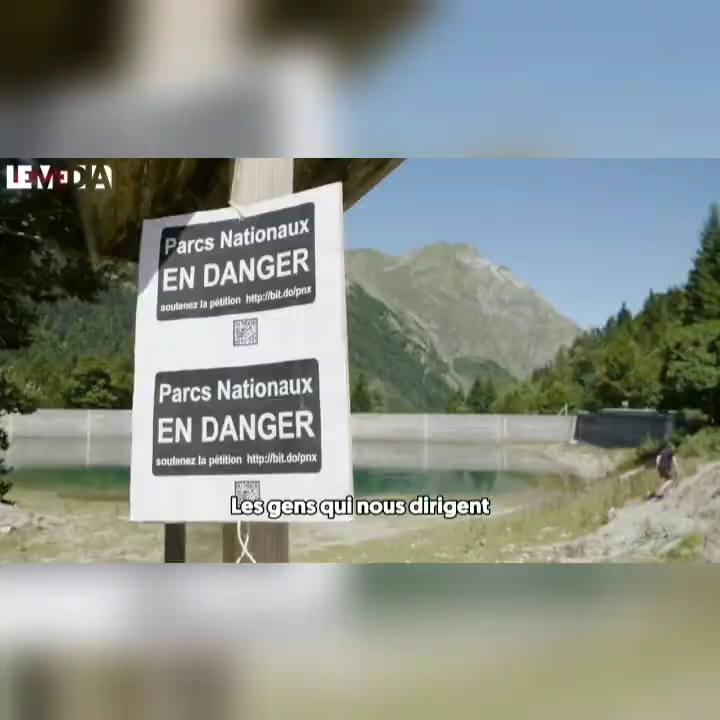 LEMEDIA
Parcs Nationaux
EN DANGER
soutenez la pétition http://bit.do/pnx
Parcs Nationaux
EN DANGER
soutenez la pétition http://bit.do/pnx
Les gens qui nous dirigent